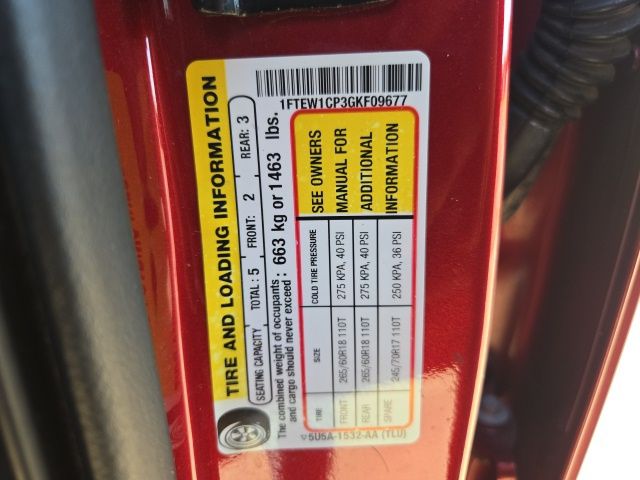 TIRE AND LOADING INFORMATION
SEATING CAPACITY TOTAL: 5 FRONT: 2 REAR: 3
The combined weight of occupants and cargo should never exceed: 663 kg or 1463 lbs.
TIRE SIZE COLD TIRE PRESSURE SEE OWNERS
FRONT 265/60R18 110T 275 KPA, 40 PSI MANUAL FOR
REAR 265/60R18 110T 275 KPA, 40 PSI ADDITIONAL
SPARE 245/70R17 110T 250 KPA, 36 PSI INFORMATION
5U5A-1532-AA (TLU)
1FTEW1CP3GKF09677